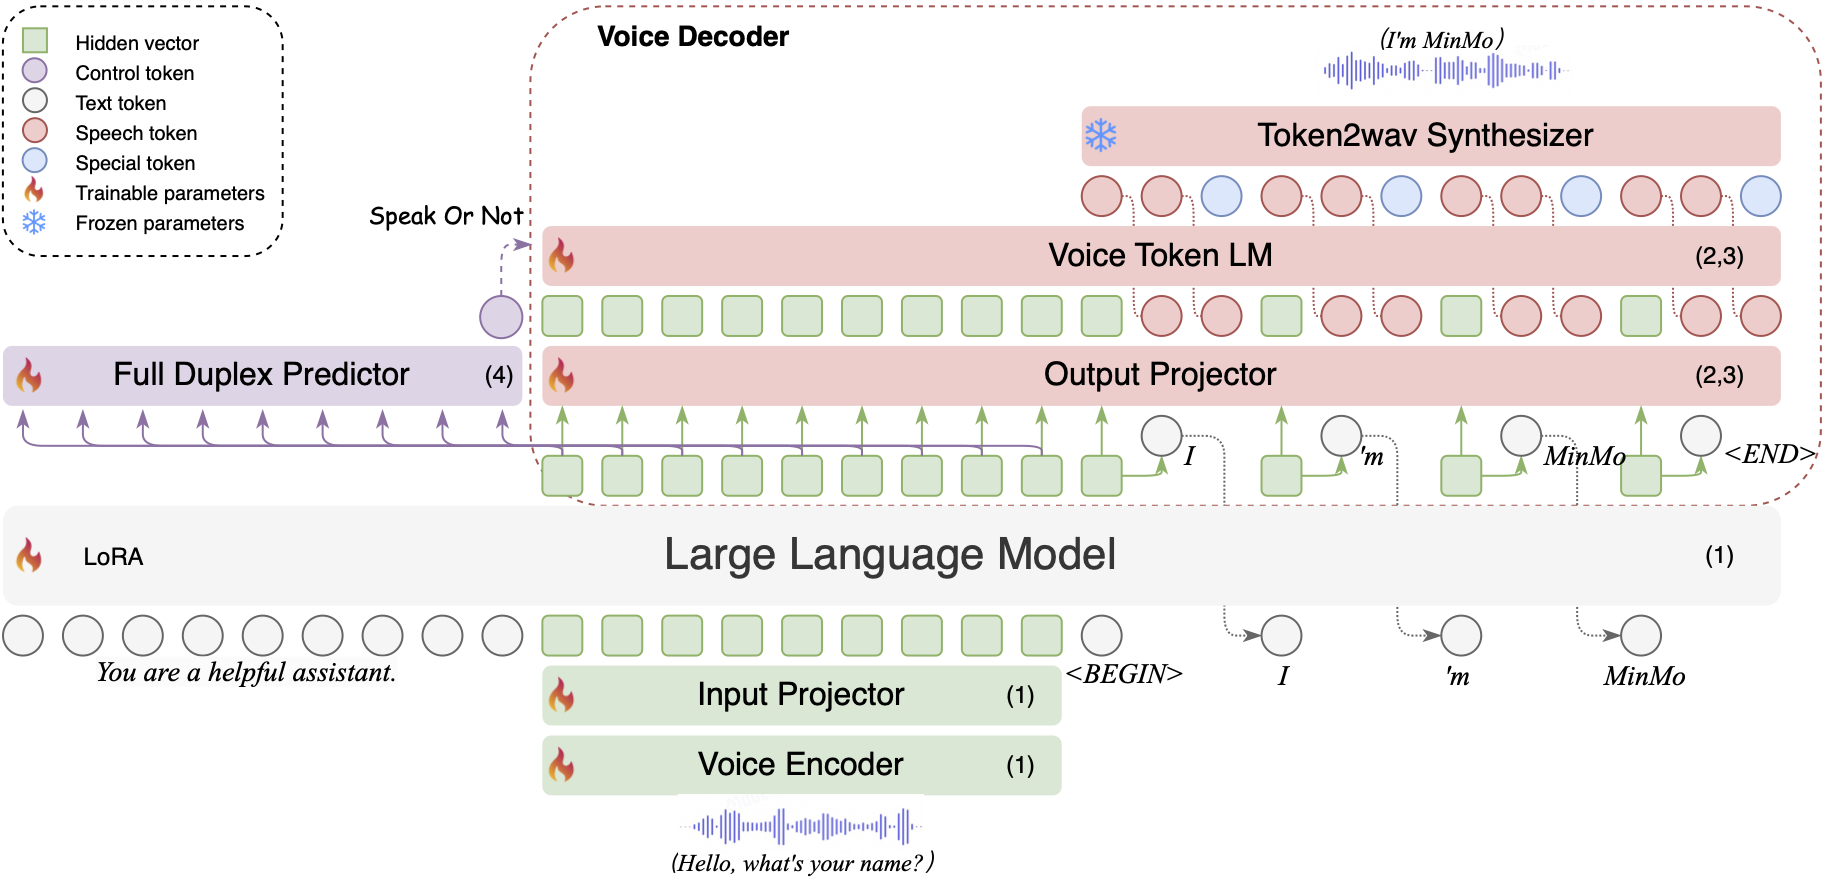 Hidden vector
Control token
Text token
Speech token
Special token
Trainable parameters
Frozen parameters
Voice Decoder
(I'm MinMo)
Token2wav Synthesizer
Speak Or Not
Voice Token LM (2,3)
Full Duplex Predictor (4)
Output Projector (2,3)
I
'm
MinMo
<END>
LoRA
Large Language Model
(1)
You are a helpful assistant.
<BEGIN>
I
'm
MinMo
Input Projector (1)
Voice Encoder (1)
(Hello, what's your name?)